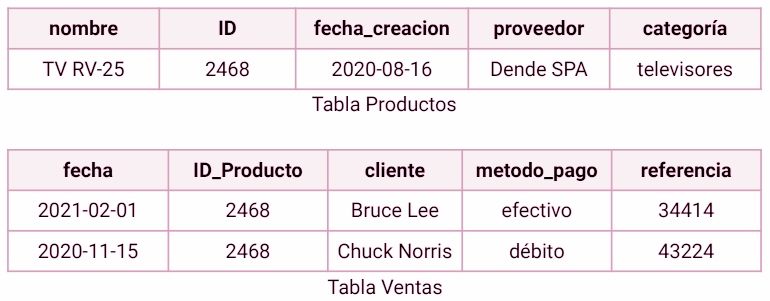 nombre ID fecha_creacion proveedor categoría
TV RV-25 2468 2020-08-16 Dende SPA televisores
Tabla Productos
fecha ID_Producto cliente metodo_pago referencia
2021-02-01 2468 Bruce Lee efectivo 34414
2020-11-15 2468 Chuck Norris débito 43224
Tabla Ventas